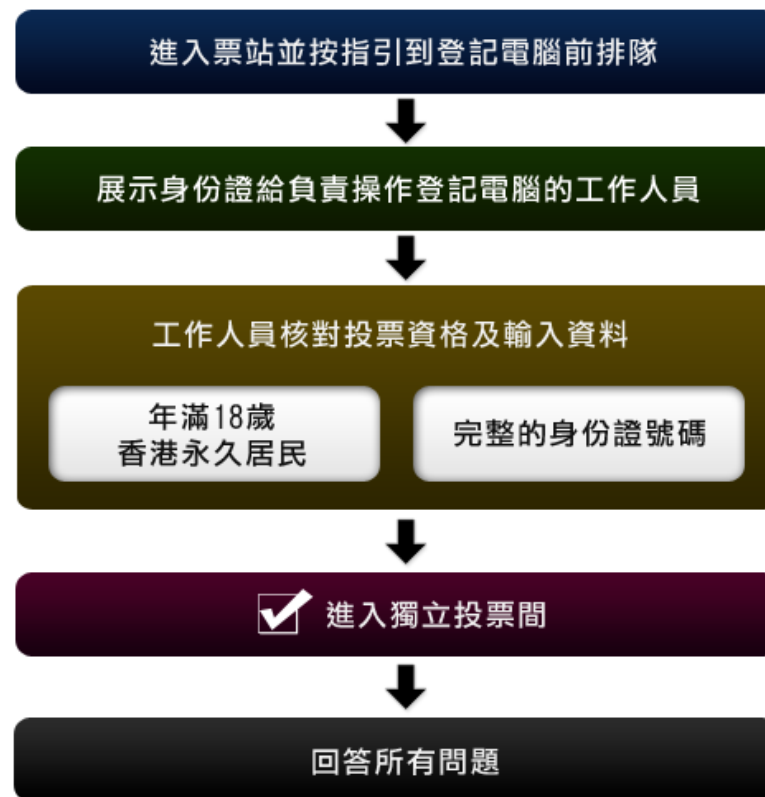 進入票站並按指引到登記電腦前排隊
展示身份證給負責操作登記電腦的工作人員
工作人員核對投票資格及輸入資料
年滿18歲
香港永久居民
完整的身份證號碼
進入獨立投票間
回答所有問題